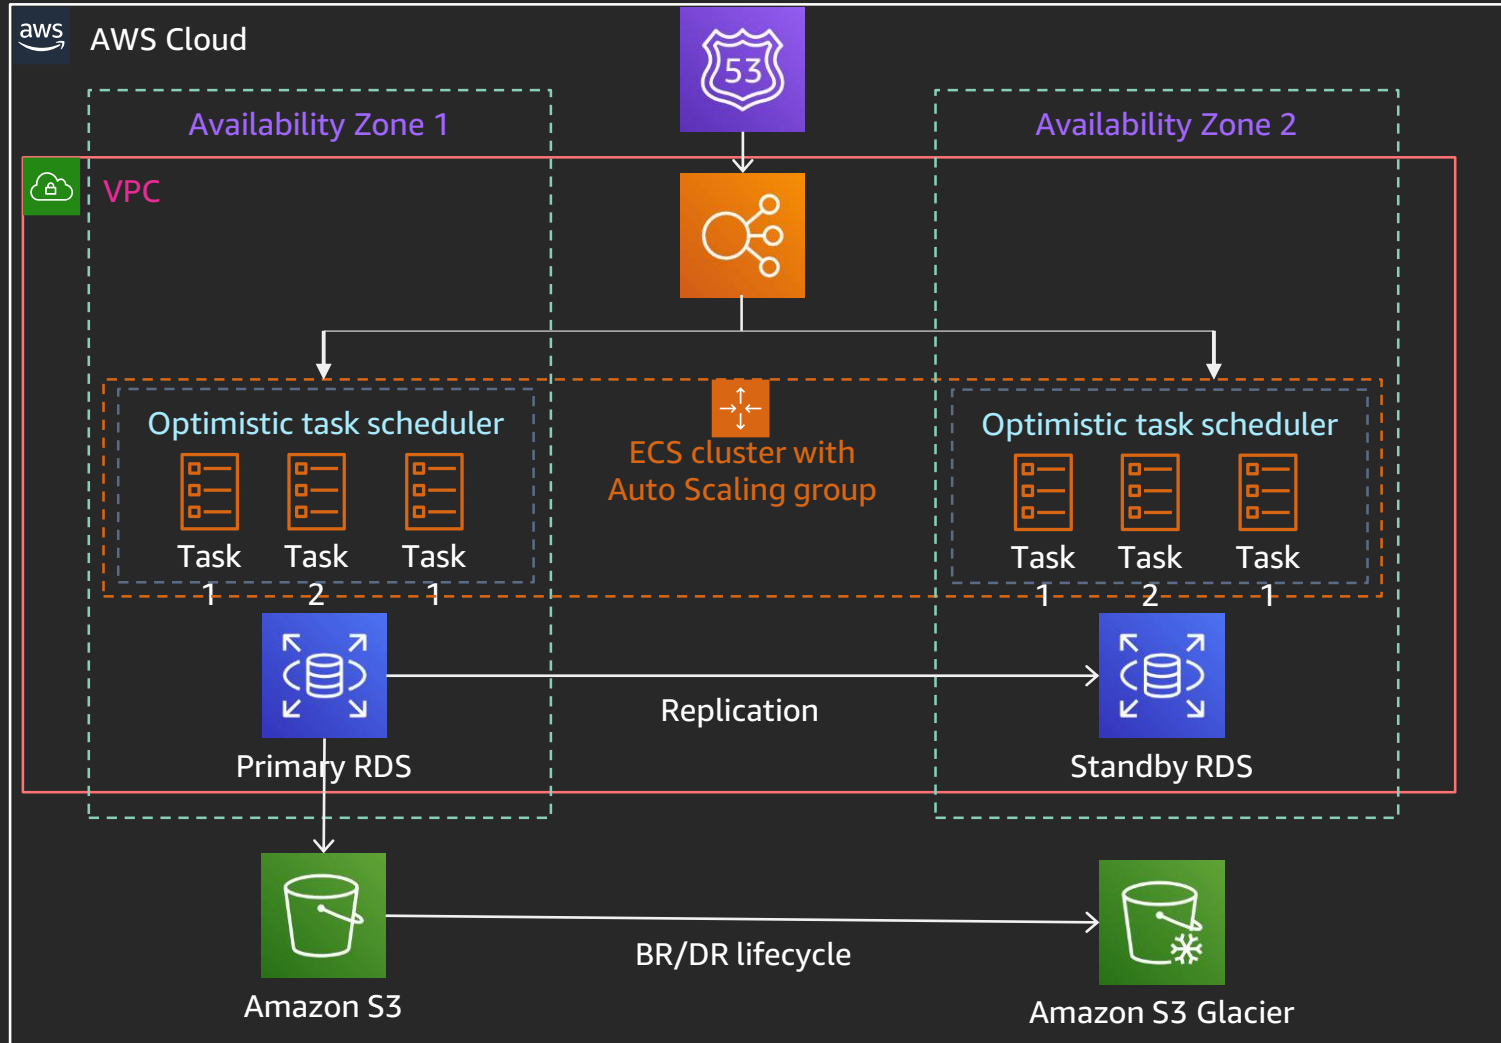 aws
AWS Cloud
53
Availability Zone 1
Availability Zone 2
VPC
Optimistic task scheduler
Task
1
Task
2
Task
1
ECS cluster with
Auto Scaling group
Optimistic task scheduler
Task
1
Task
2
Task
1
Replication
Primary RDS
Standby RDS
BR/DR lifecycle
Amazon S3
Amazon S3 Glacier